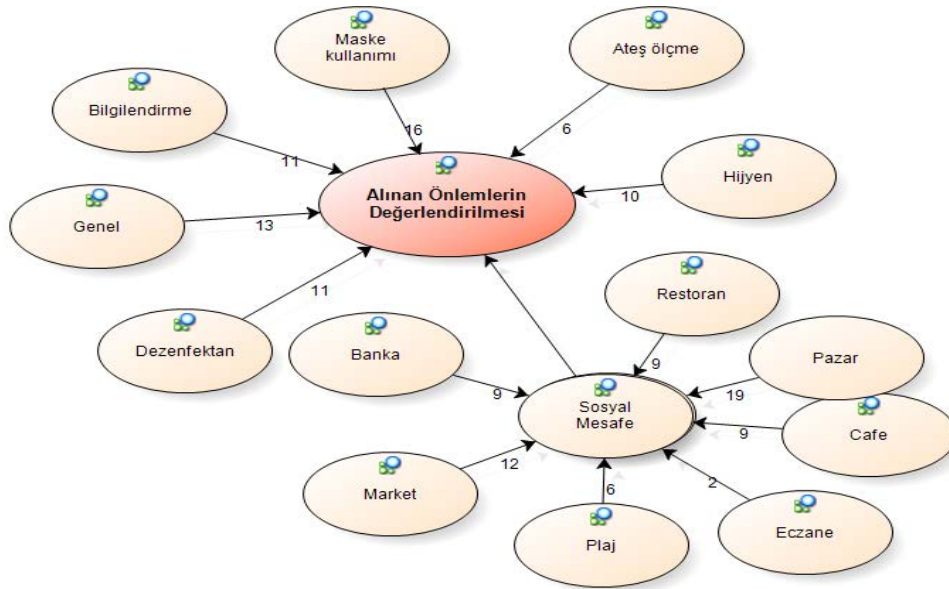 Maske
kullanımı
Ateş ölçme
Bilgilendirme
16
6
11
Alınan Önlemlerin
Değerlendirilmesi
Hijyen
10
Genel
13
11
Dezenfektan
Restoran
Banka
9
Pazar
9
19
Sosyal
Mesafe
9
Cafe
12
Market
6
2
Plaj
Eczane